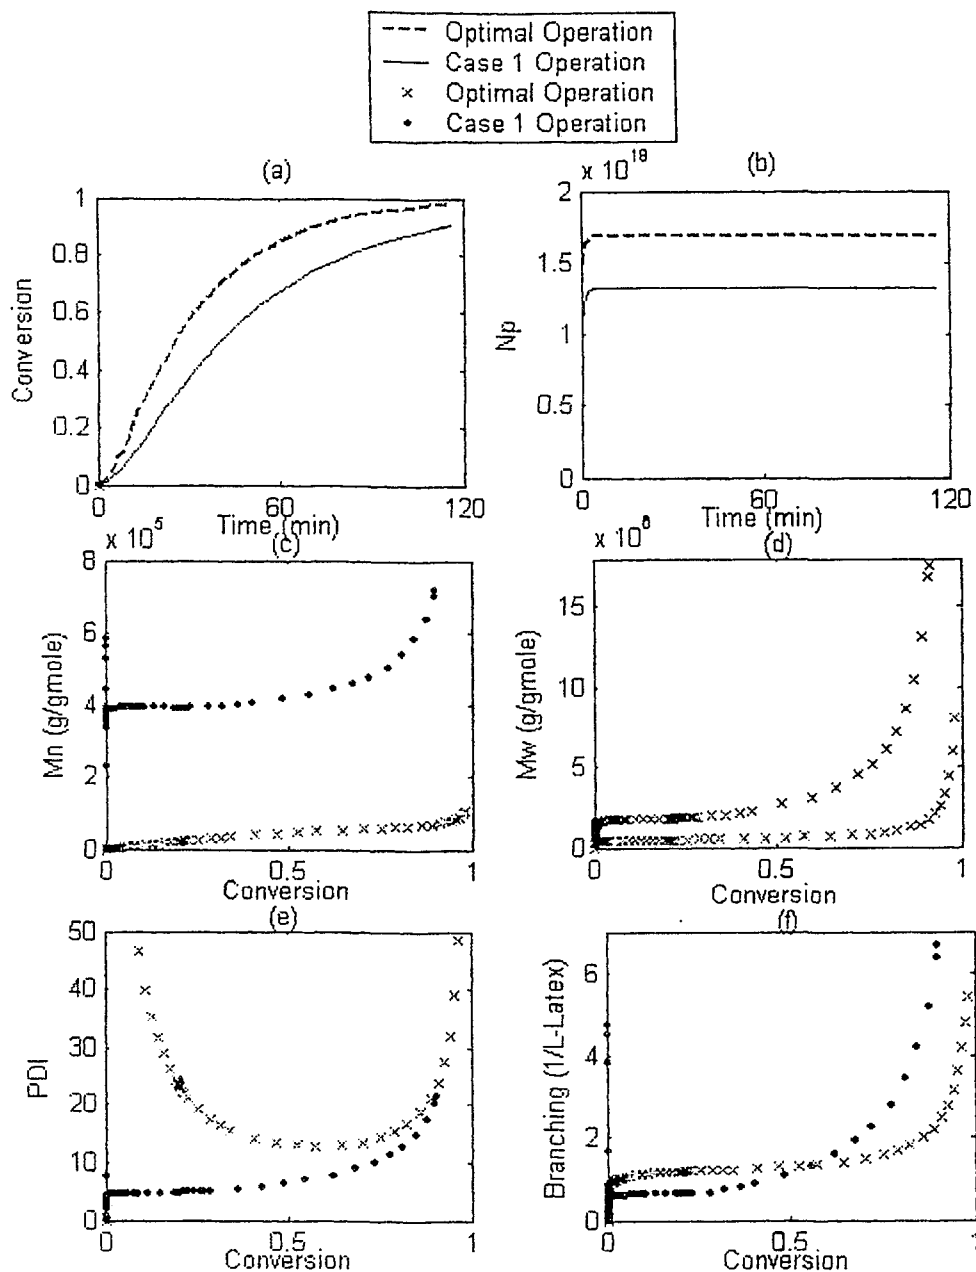 Optimal Operation
Case 1 Operation
Optimal Operation
Case 1 Operation
(a)
Conversion
1
0.8
0.6
0.4
0.2
0
0
60
120
Time (min)
(b)
x 10^18
Np
2
1.5
1
0.5
0
0
60
120
Time (min)
(c)
x 10^5
Mn (g/gmole)
8
6
4
2
0
0
0.5
1
Conversion
(d)
x 10^6
Mw (g/gmole)
15
10
5
0
0
0.5
1
Conversion
(e)
PDI
50
40
30
20
10
0
0
0.5
1
Conversion
(f)
Branching (1/L-Latex)
6
4
2
0
0
0.5
1
Conversion